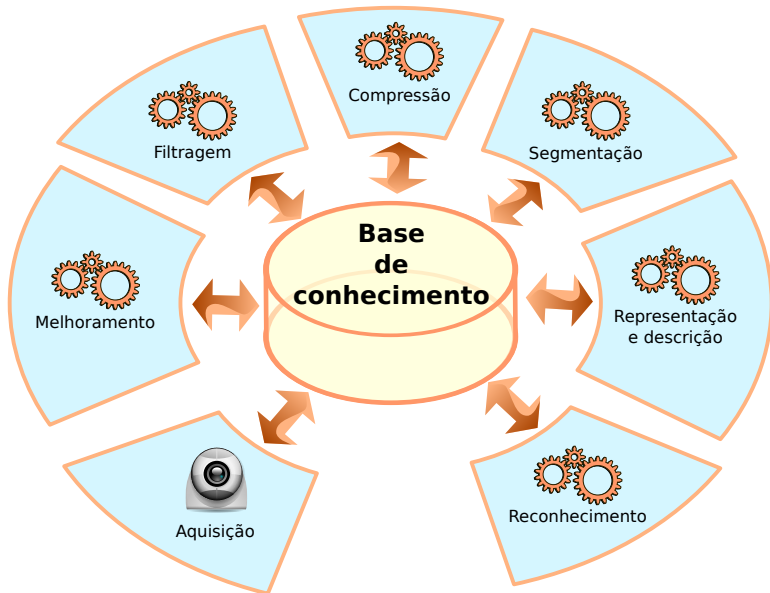 Compressão
Filtragem
Segmentação
Base
de
conhecimento
Melhoramento
Representação
e descrição
Aquisição
Reconhecimento